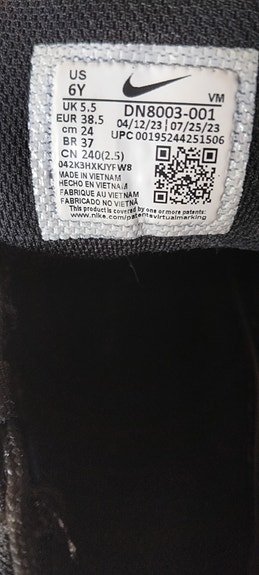 US
6Y
VM
UK 5.5
DN8003-001
EUR 38.5
04/12/23 | 07/25/23
cm 24
UPC 00195244251506
BR 37
CN 240(2.5)
042K3HXKJYFW8
MADE IN VIETNAM
HECHO EN VIETNAM
FABRIQUE AU VIETNAM
FABRICADO NO VIETNÃ
This product is covered by one or more patents:
www.nike.com/patentsvirtualmarking